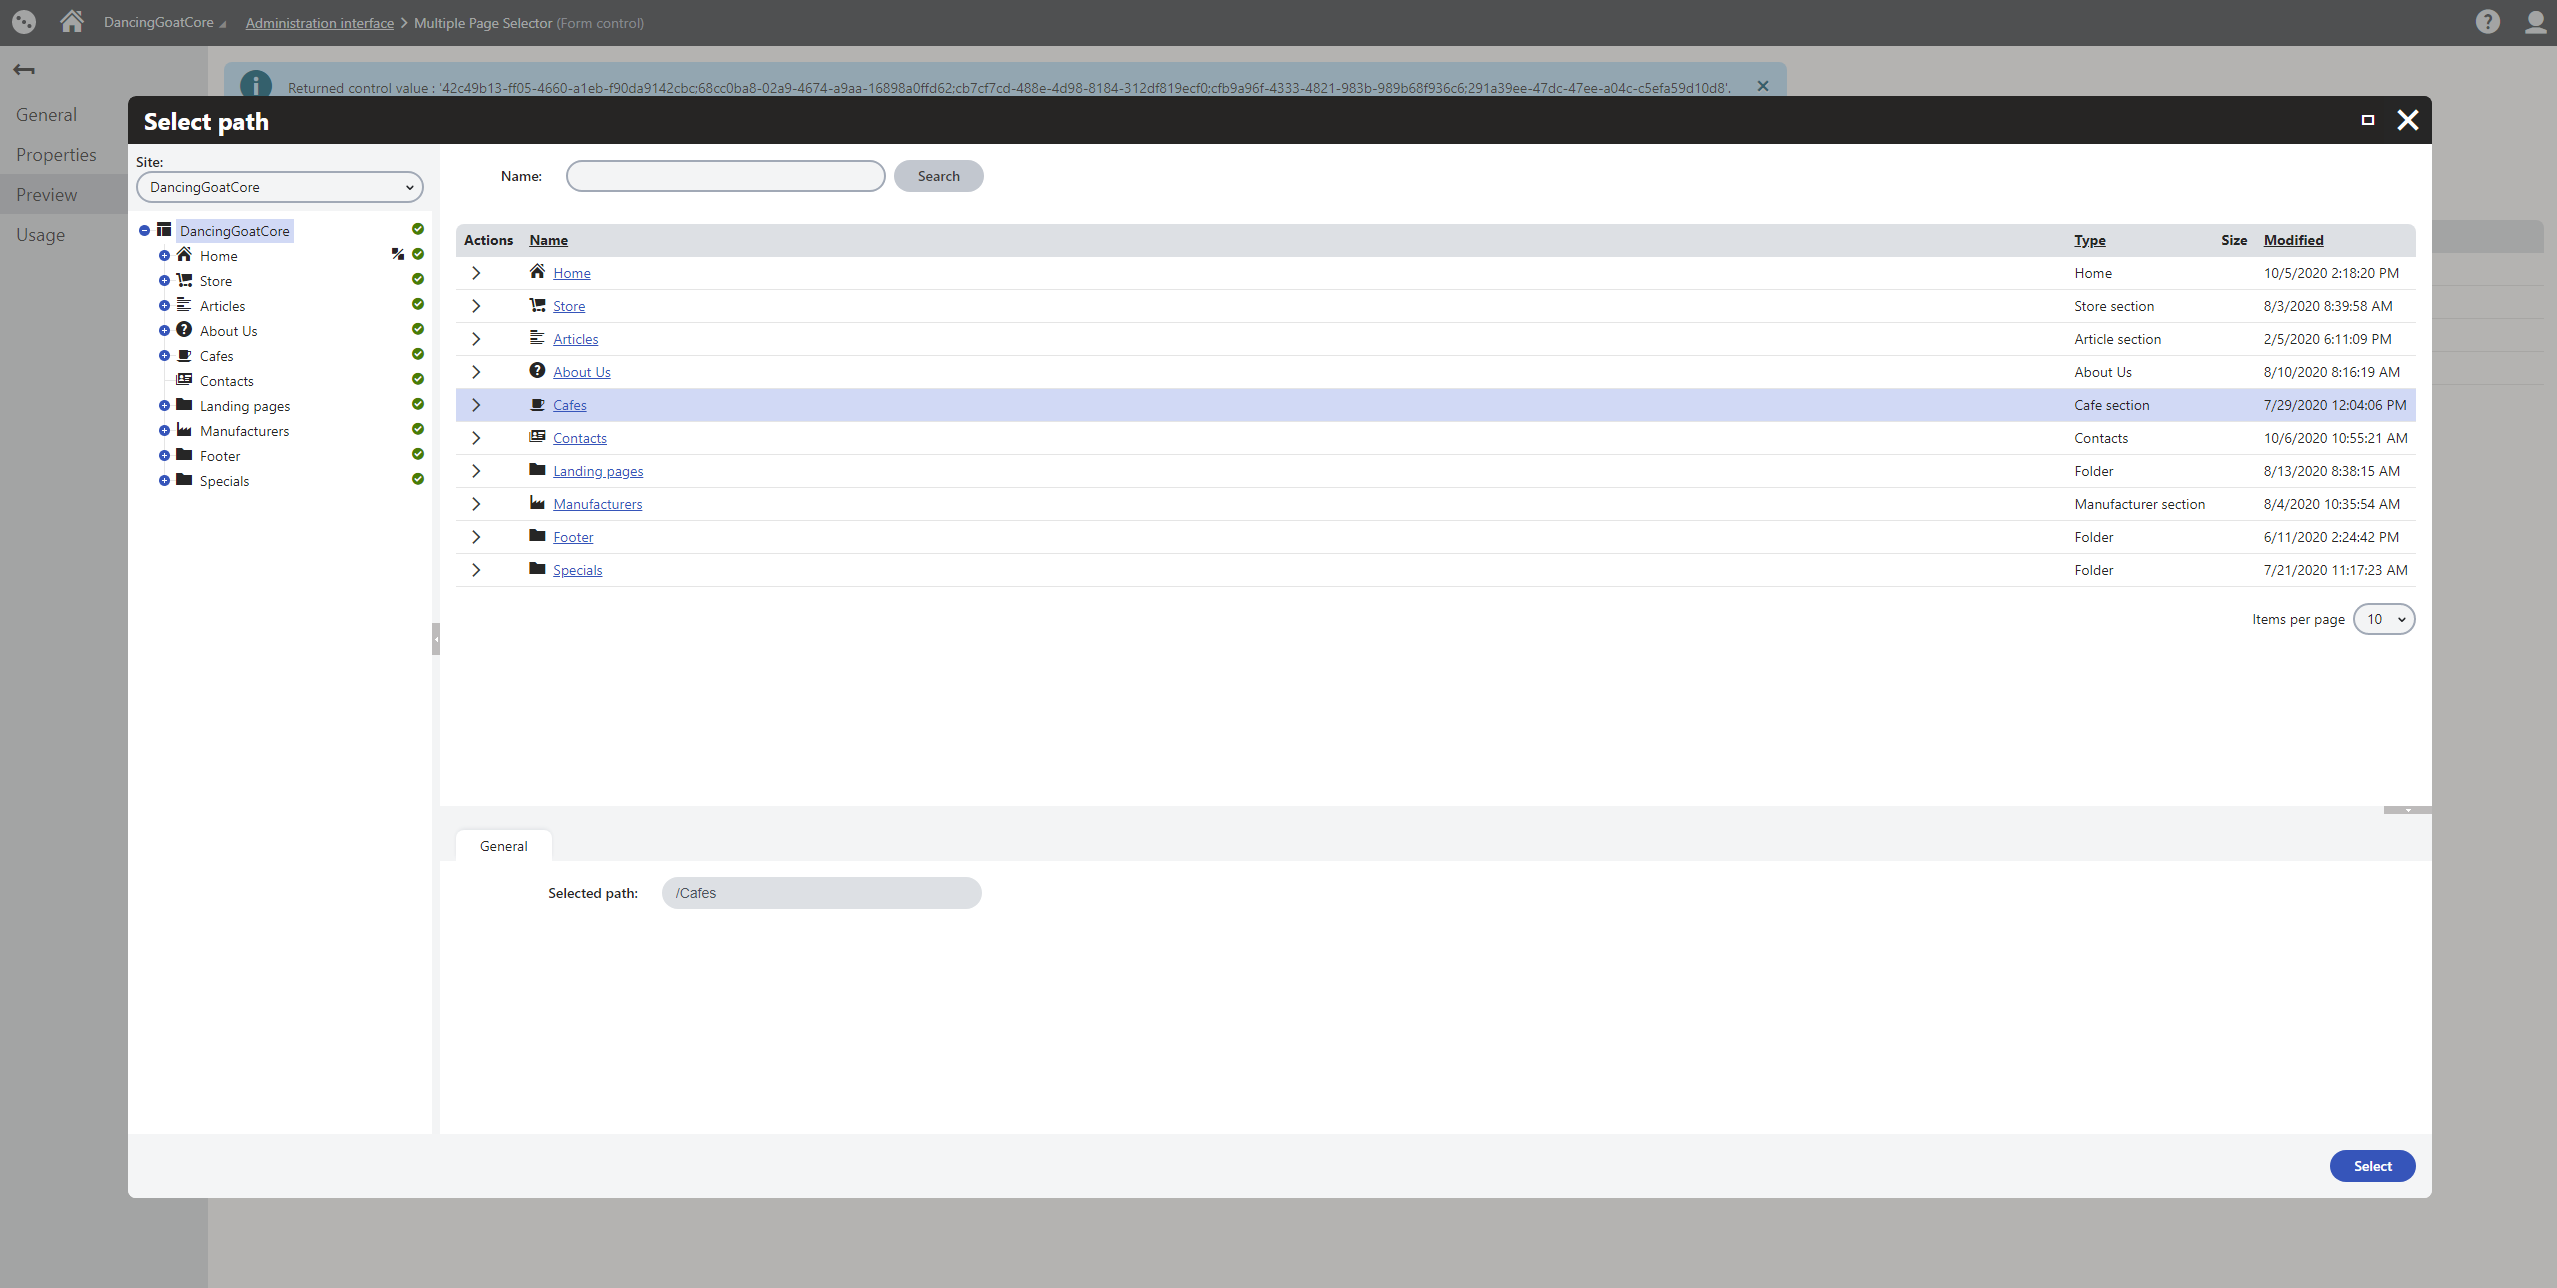 DancingGoatCore Administration interface > Multiple Page Selector (Form control)
Returned control value : '42c49b13-ff05-4660-a1eb-f90da9142cbc;68cc0ba8-02a9-4674-a9aa-16898a0ffd62;cb7cf7cd-488e-4d98-8184-312df819ecf0;cfb9a96f-4333-4821-983b-989b68f936c6;291a39ee-47dc-47ee-a04c-c5efa59d10d8'.
General
Properties
Preview
Usage
Select path
Site:
DancingGoatCore
DancingGoatCore
Home
Store
Articles
About Us
Cafes
Contacts
Landing pages
Manufacturers
Footer
Specials
Name: Search
Actions Name Type Size Modified
Home Home 10/5/2020 2:18:20 PM
Store Store section 8/3/2020 8:39:58 AM
Articles Article section 2/5/2020 6:11:09 PM
About Us About Us 8/10/2020 8:16:19 AM
Cafes Cafe section 7/29/2020 12:04:06 PM
Contacts Contacts 10/6/2020 10:55:21 AM
Landing pages Folder 8/13/2020 8:38:15 AM
Manufacturers Manufacturer section 8/4/2020 10:35:54 AM
Footer Folder 6/11/2020 2:24:42 PM
Specials Folder 7/21/2020 11:17:23 AM
Items per page 10
General
Selected path: /Cafes
Select